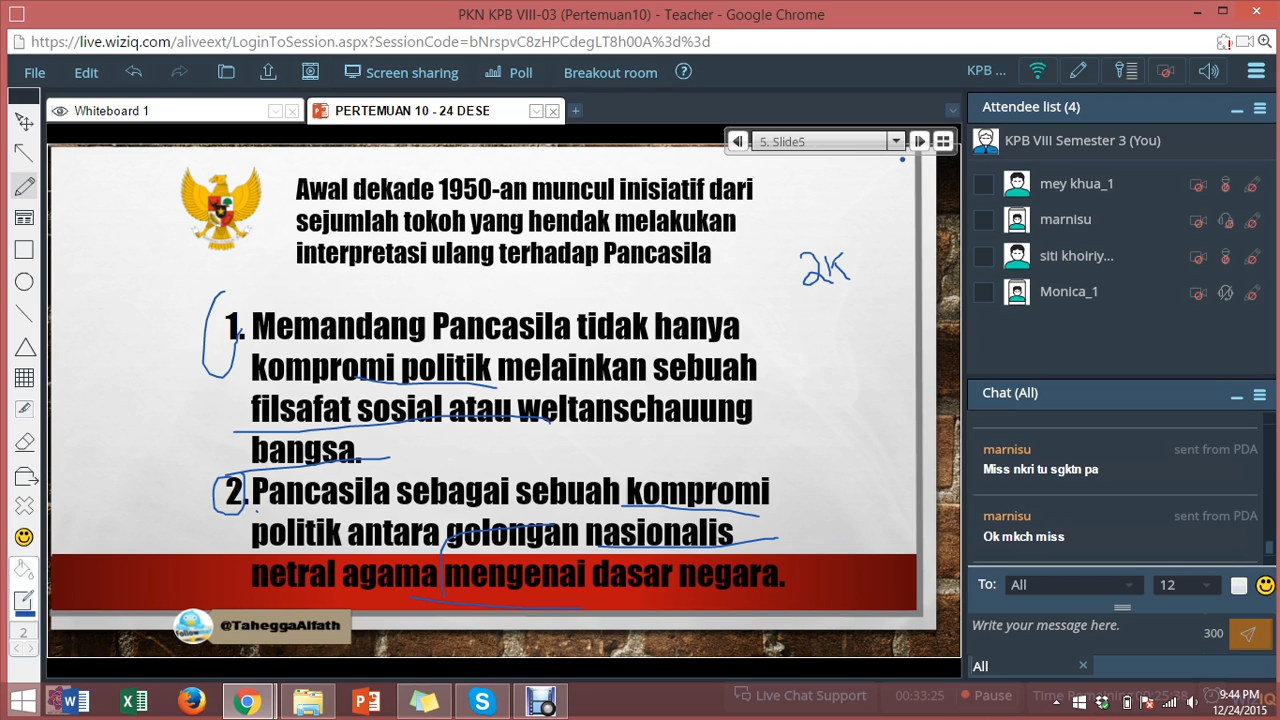 PKN KPB VIII-03 (Pertemuan10) - Teacher - Google Chrome
https://live.wiziq.com/aliveext/LoginToSession.aspx?SessionCode=bNrspvC8zHPCdegLT8h00A%3d%3d
File Edit Screen sharing Poll Breakout room KPB ...
Whiteboard 1 PERTEMUAN 10 - 24 DESE
5. Slide5
Awal dekade 1950-an muncul inisiatif dari
sejumlah tokoh yang hendak melakukan
interpretasi ulang terhadap Pancasila
2K
1. Memandang Pancasila tidak hanya
kompromi politik melainkan sebuah
filsafat sosial atau weltanschauung
bangsa.
2. Pancasila sebagai sebuah kompromi
politik antara golongan nasionalis
netral agama mengenai dasar negara.
Follow @TaheggaAlfath
2
Attendee list (4)
KPB VIII Semester 3 (You)
mey khua_1
marnisu
siti khoiriy...
Monica_1
Chat (All)
marnisu sent from PDA
Miss nkri tu sgktn pa
marnisu sent from PDA
Ok mkch miss
To: All 12
Write your message here.
300
All
Live Chat Support 00:33:25 Pause
9:44 PM
12/24/2015